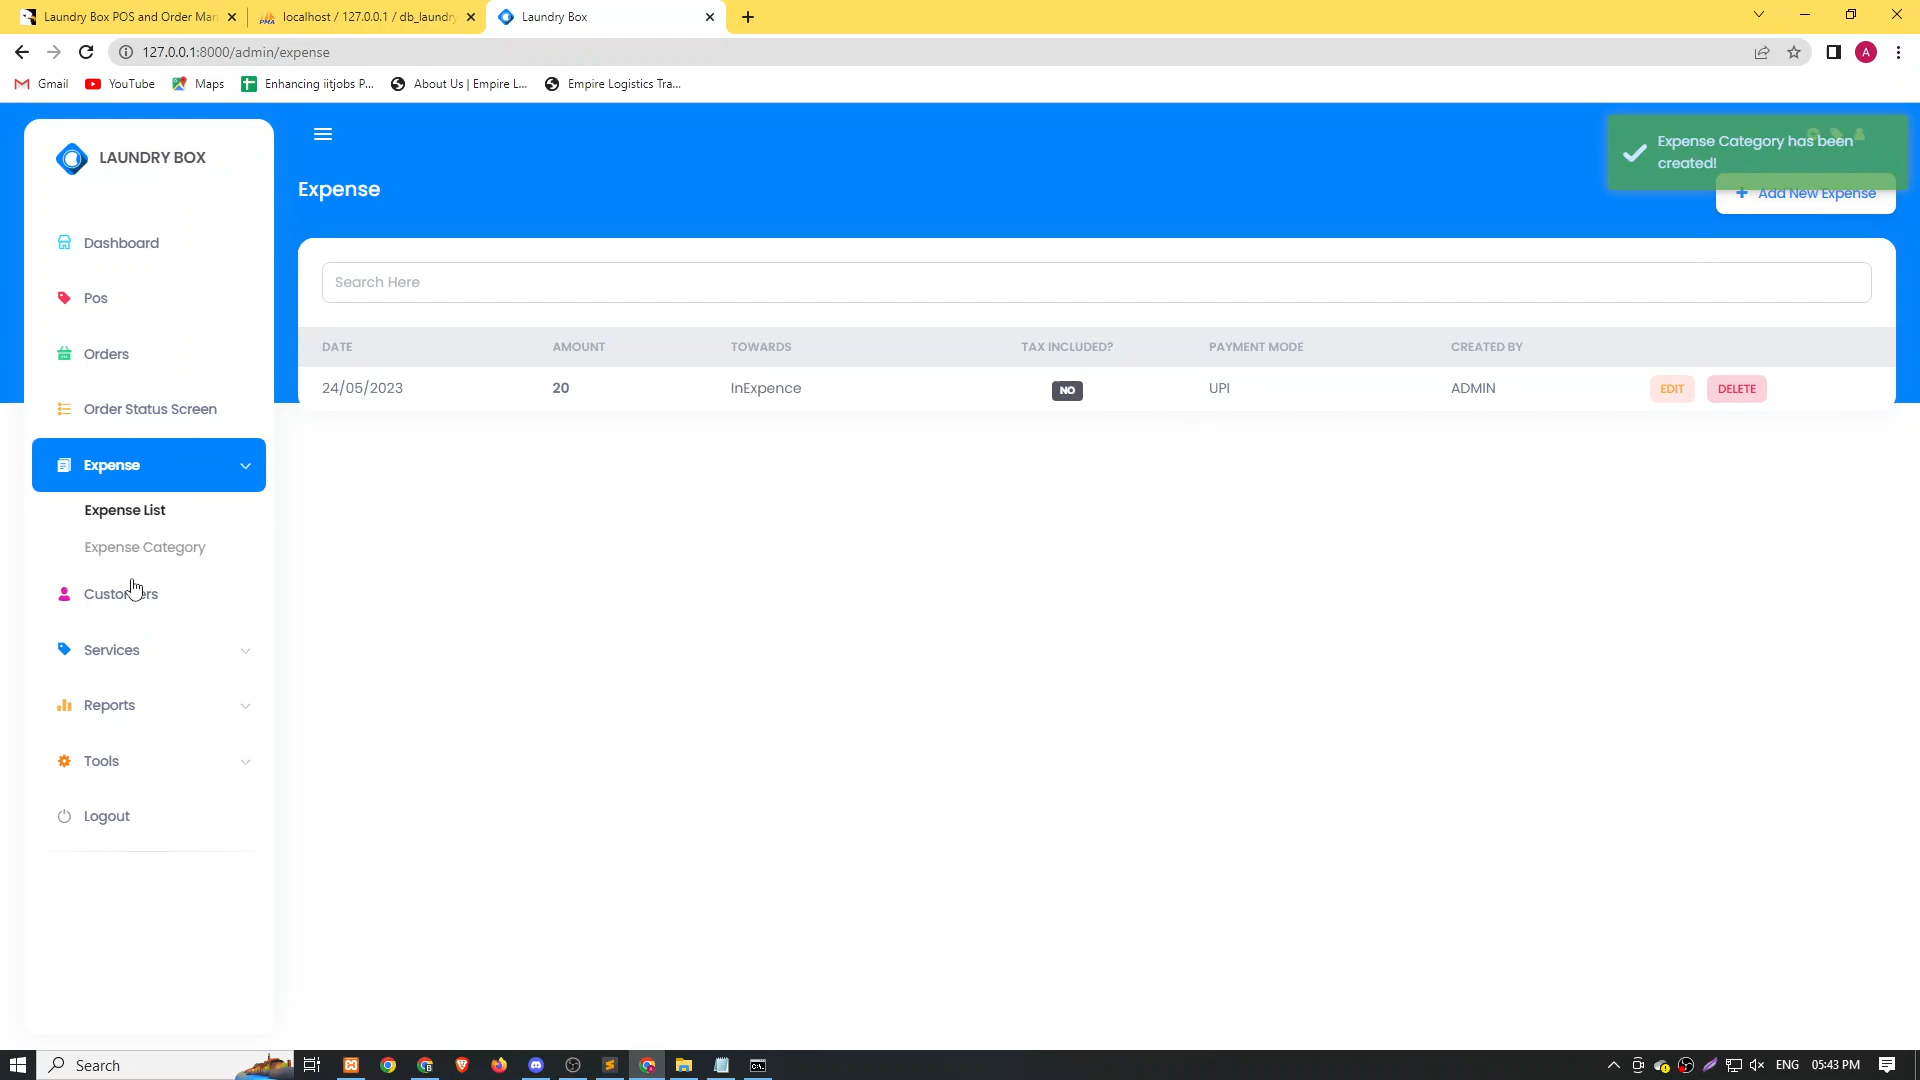 Laundry Box POS and Order Mar
localhost / 127.0.0.1 / db_laundry
Laundry Box
127.0.0.1:8000/admin/expense
A
Gmail
YouTube
Maps
Enhancing iitjobs P...
About Us | Empire L...
Empire Logistics Tra...
LAUNDRY BOX
Expense Category has been
created!
Expense
+ Add New Expense
Dashboard
Pos
Orders
Order Status Screen
Expense
Expense List
Expense Category
Customers
Services
Reports
Tools
Logout
Search Here
DATE AMOUNT TOWARDS TAX INCLUDED? PAYMENT MODE CREATED BY
24/05/2023 20 InExpence NO UPI ADMIN EDIT DELETE
Search
ENG 05:43 PM